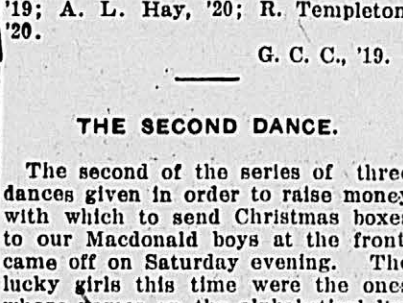 '19; A. L. Hay, '20; R. Templeton
'20.
G. C. C., '19.
THE SECOND DANCE.
The second of the series of three
dances given in order to raise money
with which to send Christmas boxes
to our Macdonald boys at the front
came off on Saturday evening. The
lucky girls this time were the ones